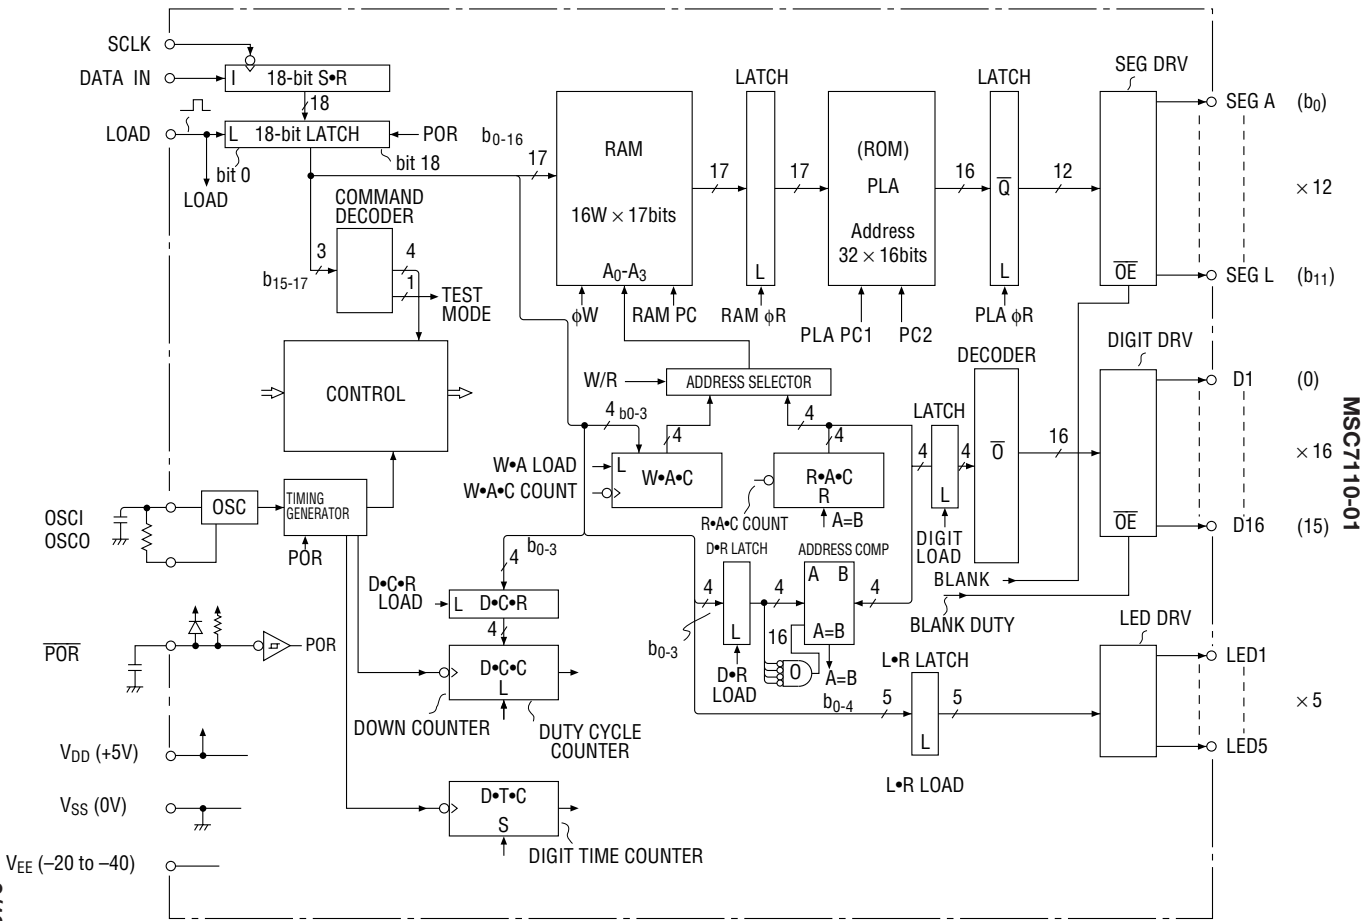 SCLK
DATA IN
I 18-bit S•R
18
LOAD
L 18-bit LATCH
POR
bit 0
bit 18
LOAD
COMMAND
DECODER
3
b15-17
4
1
TEST
MODE
CONTROL
b0-16
17
RAM
16W × 17bits
A0-A3
ϕW
RAM PC
17
LATCH
L
RAM ϕR
17
(ROM)
PLA
Address
32 × 16bits
PLA PC1
PC2
16
LATCH
Q
L
PLA ϕR
12
SEG DRV
OE
SEG A (b0)
× 12
SEG L (b11)
W/R
ADDRESS SELECTOR
4 b0-3
4
4
4
W•A LOAD
L W•A•C
W•A•C COUNT
R•A•C
R
R•A•C COUNT
A=B
LATCH
4
4
L
DIGIT
LOAD
DECODER
O
16
DIGIT DRV
OE
D1 (0)
× 16
D16 (15)
MSC7110-01
BLANK
BLANK DUTY
OSCI
OSCO
OSC
TIMING
GENERATOR
POR
b0-3
4
D•C•R
LOAD
L D•C•R
4
D•C•C
L
DOWN COUNTER
DUTY CYCLE
COUNTER
D•R LATCH
4
b0-3
L
D•R
LOAD
4
16
O
ADDRESS COMP
A B
A=B
4
A=B
POR
POR
L•R LATCH
b0-4
5
L
5
L•R LOAD
LED DRV
LED1
× 5
LED5
VDD (+5V)
VSS (0V)
VEE (–20 to –40)
D•T•C
S
DIGIT TIME COUNTER